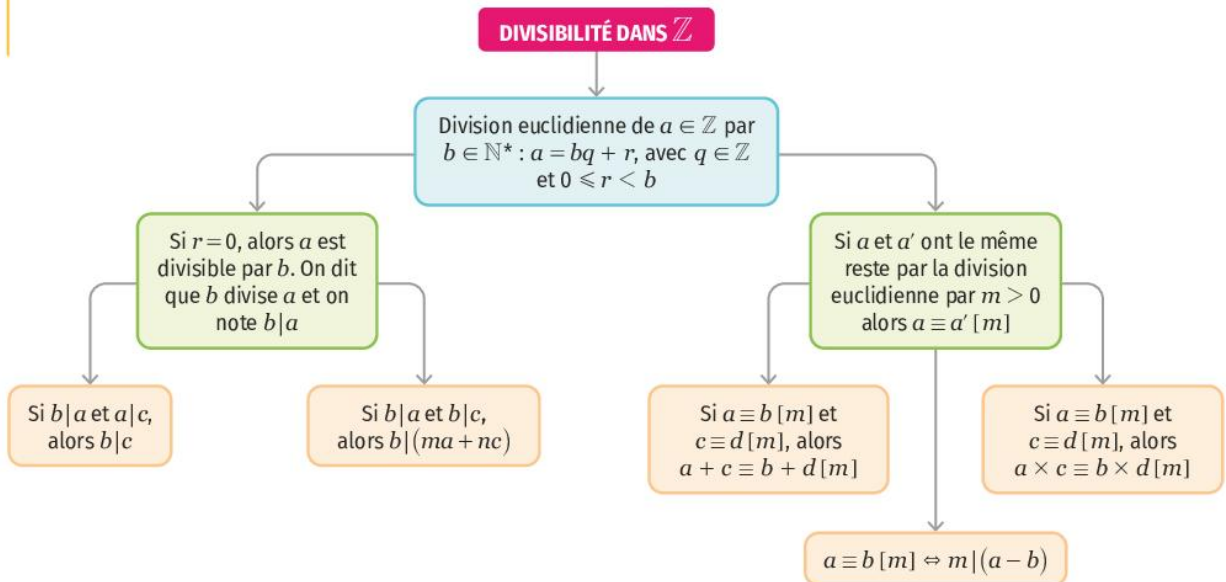 DIVISIBILITÉ DANS ℤ
Division euclidienne de a ∈ ℤ par
b ∈ ℕ* : a = bq + r, avec q ∈ ℤ
et 0 ⩽ r < b
Si r = 0, alors a est
divisible par b. On dit
que b divise a et on
note b|a
Si a et a′ ont le même
reste par la division
euclidienne par m > 0
alors a ≡ a′ [m]
Si b|a et a|c,
alors b|c
Si b|a et b|c,
alors b|(ma + nc)
Si a ≡ b [m] et
c ≡ d [m], alors
a + c ≡ b + d [m]
Si a ≡ b [m] et
c ≡ d [m], alors
a × c ≡ b × d [m]
a ≡ b [m] ⇔ m|(a − b)